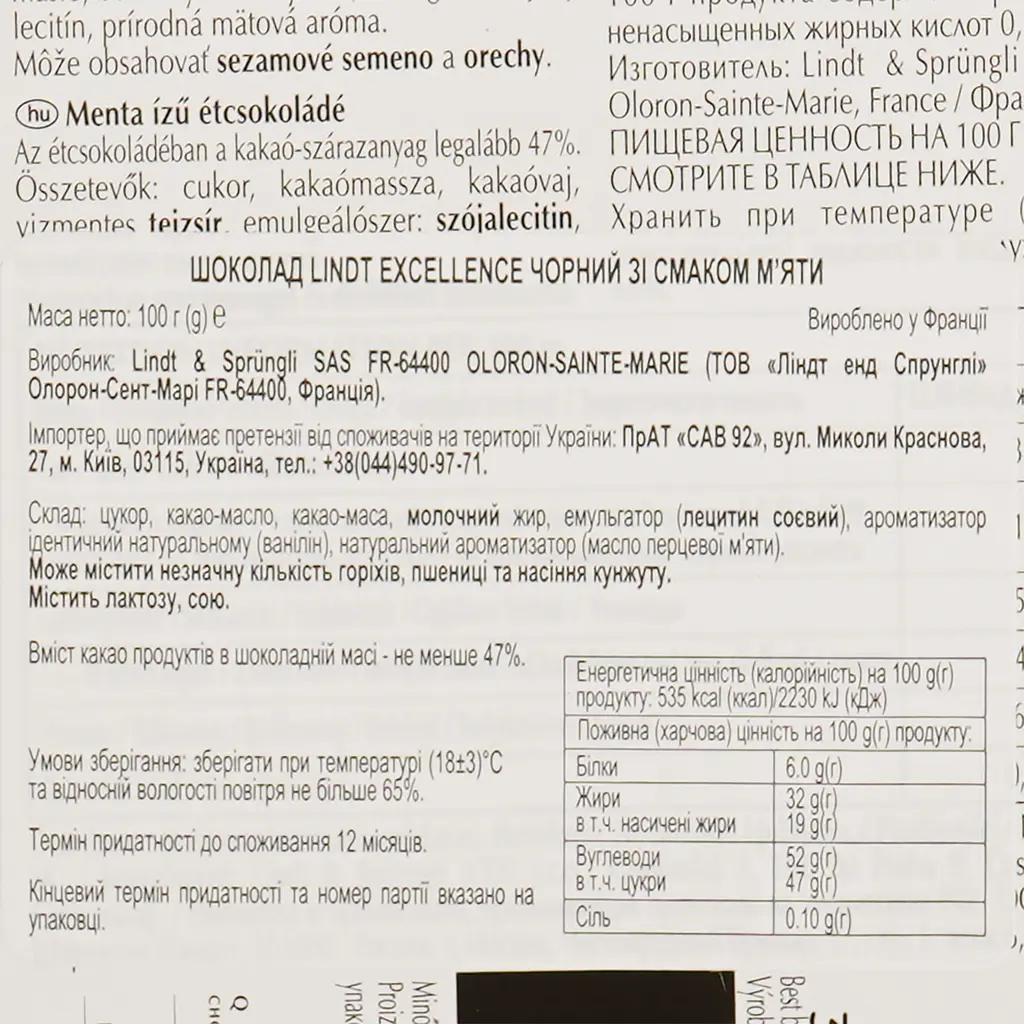 lecitín, prírodná mätová aróma.
Môže obsahovať sezamové semeno a orechy.
hu Menta ízű étcsokoládé
Az étcsokoládéban a kakaó-szárazanyag legalább 47%.
Összetevők: cukor, kakaómassza, kakaóvaj,
vízmentes tejzsír, emulgeálószer: szójalecitin,
ненасыщенных жирных кислот 0,
Изготовитель: Lindt & Sprüngli
Oloron-Sainte-Marie, France / Фра
ПИЩЕВАЯ ЦЕННОСТЬ НА 100 Г
СМОТРИТЕ В ТАБЛИЦЕ НИЖЕ.
Хранить при температуре (
ШОКОЛАД LINDT EXCELLENCE ЧОРНИЙ ЗІ СМАКОМ М'ЯТИ
Маса нетто: 100 г (g) ℮
Вироблено у Франції
Виробник: Lindt & Sprüngli SAS FR-64400 OLORON-SAINTE-MARIE (ТОВ «Ліндт енд Спрунглі»
Олорон-Сент-Марі FR-64400, Франція).
Імпортер, що приймає претензії від споживачів на території України: ПрАТ «САВ 92», вул. Миколи Краснова,
27, м. Київ, 03115, Україна, тел.: +38(044)490-97-71.
Склад: цукор, какао-масло, какао-маса, молочний жир, емульгатор (лецитин соєвий), ароматизатор
ідентичний натуральному (ванілін), натуральний ароматизатор (масло перцевої м'яти).
Може містити незначну кількість горіхів, пшениці та насіння кунжуту.
Містить лактозу, сою.
Вміст какао продуктів в шоколадній масі - не менше 47%.
Умови зберігання: зберігати при температурі (18±3)°С
та відносній вологості повітря не більше 65%.
Термін придатності до споживання 12 місяців.
Кінцевий термін придатності та номер партії вказано на
упаковці.
Енергетична цінність (калорійність) на 100 g(г)
продукту: 535 kcal (ккал)/2230 kJ (кДж)
Поживна (харчова) цінність на 100 g(г) продукту:
Білки 6.0 g(г)
Жири 32 g(г)
в т.ч. насичені жири 19 g(г)
Вуглеводи 52 g(г)
в т.ч. цукри 47 g(г)
Сіль 0.10 g(г)
Minő
Proiz
упак
Best b
Výrob